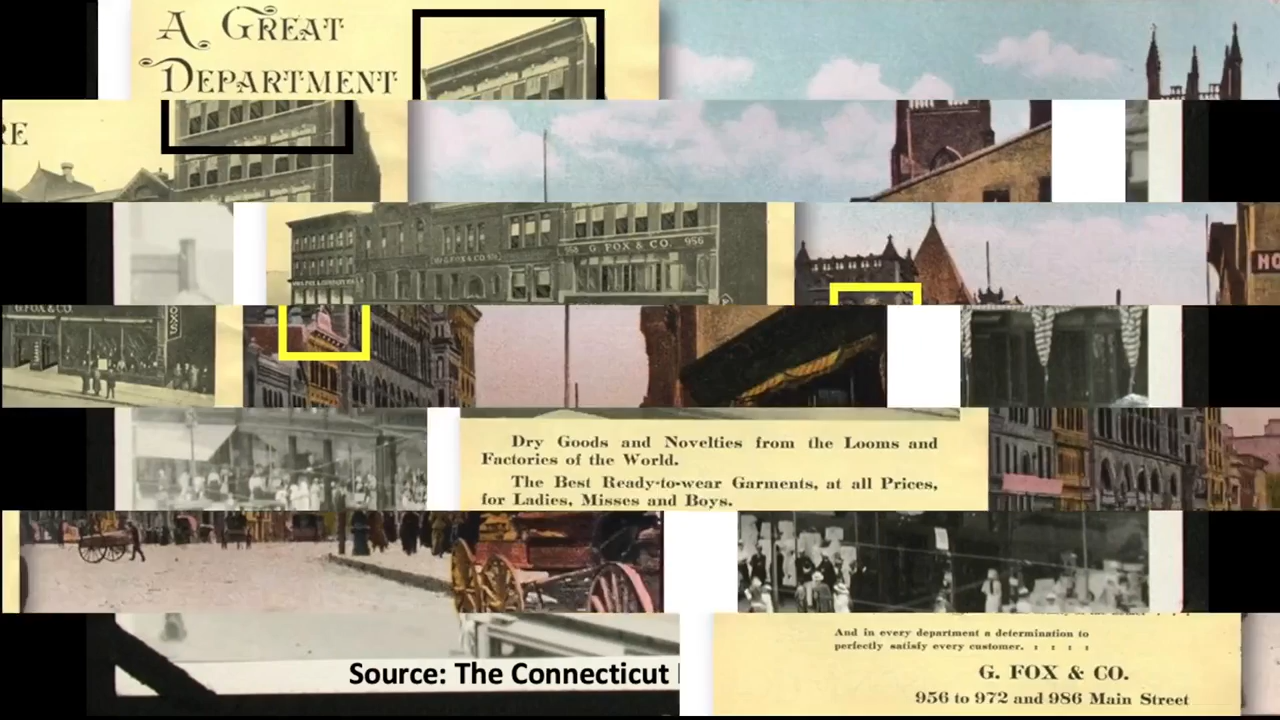 A GREAT
DEPARTMENT
RE
956 G. FOX & CO. 956
G. FOX & CO.
HO
Dry Goods and Novelties from the Looms and
Factories of the World.
The Best Ready-to-wear Garments, at all Prices,
for Ladies, Misses and Boys.
And in every department a determination to
perfectly satisfy every customer.
Source: The Connecticut
G. FOX & CO.
956 to 972 and 986 Main Street